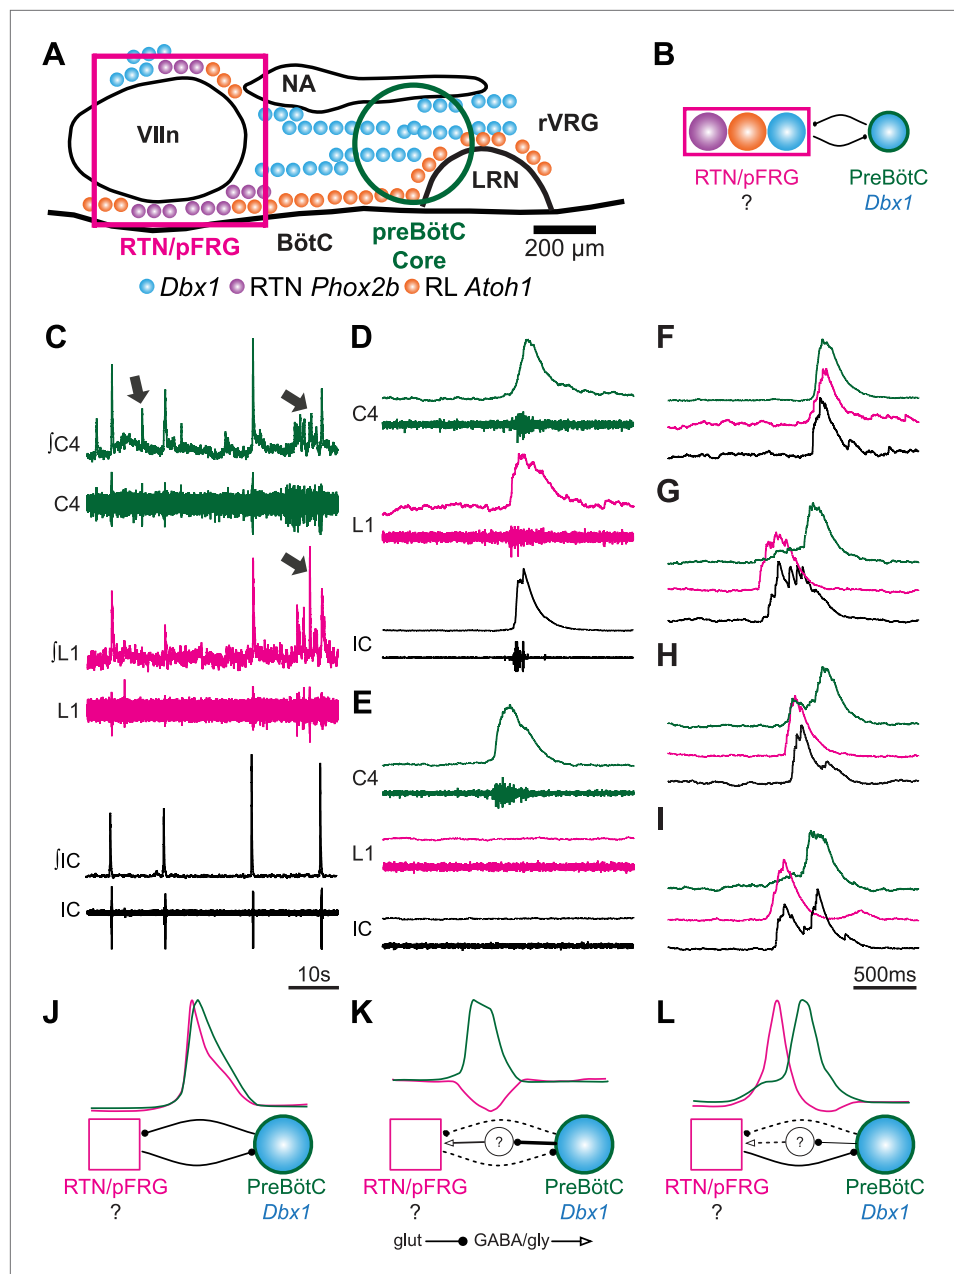 A
NA
VIIn
rVRG
LRN
RTN/pFRG
BötC
preBötC
Core
200 µm
Dbx1 RTN Phox2b RL Atoh1
B
RTN/pFRG
?
PreBötC
Dbx1
C
∫C4
C4
∫L1
L1
∫IC
IC
10s
D
C4
L1
IC
E
C4
L1
IC
F
G
H
I
500ms
J
RTN/pFRG
?
PreBötC
Dbx1
K
?
RTN/pFRG
?
PreBötC
Dbx1
glut GABA/gly
L
?
RTN/pFRG
?
PreBötC
Dbx1